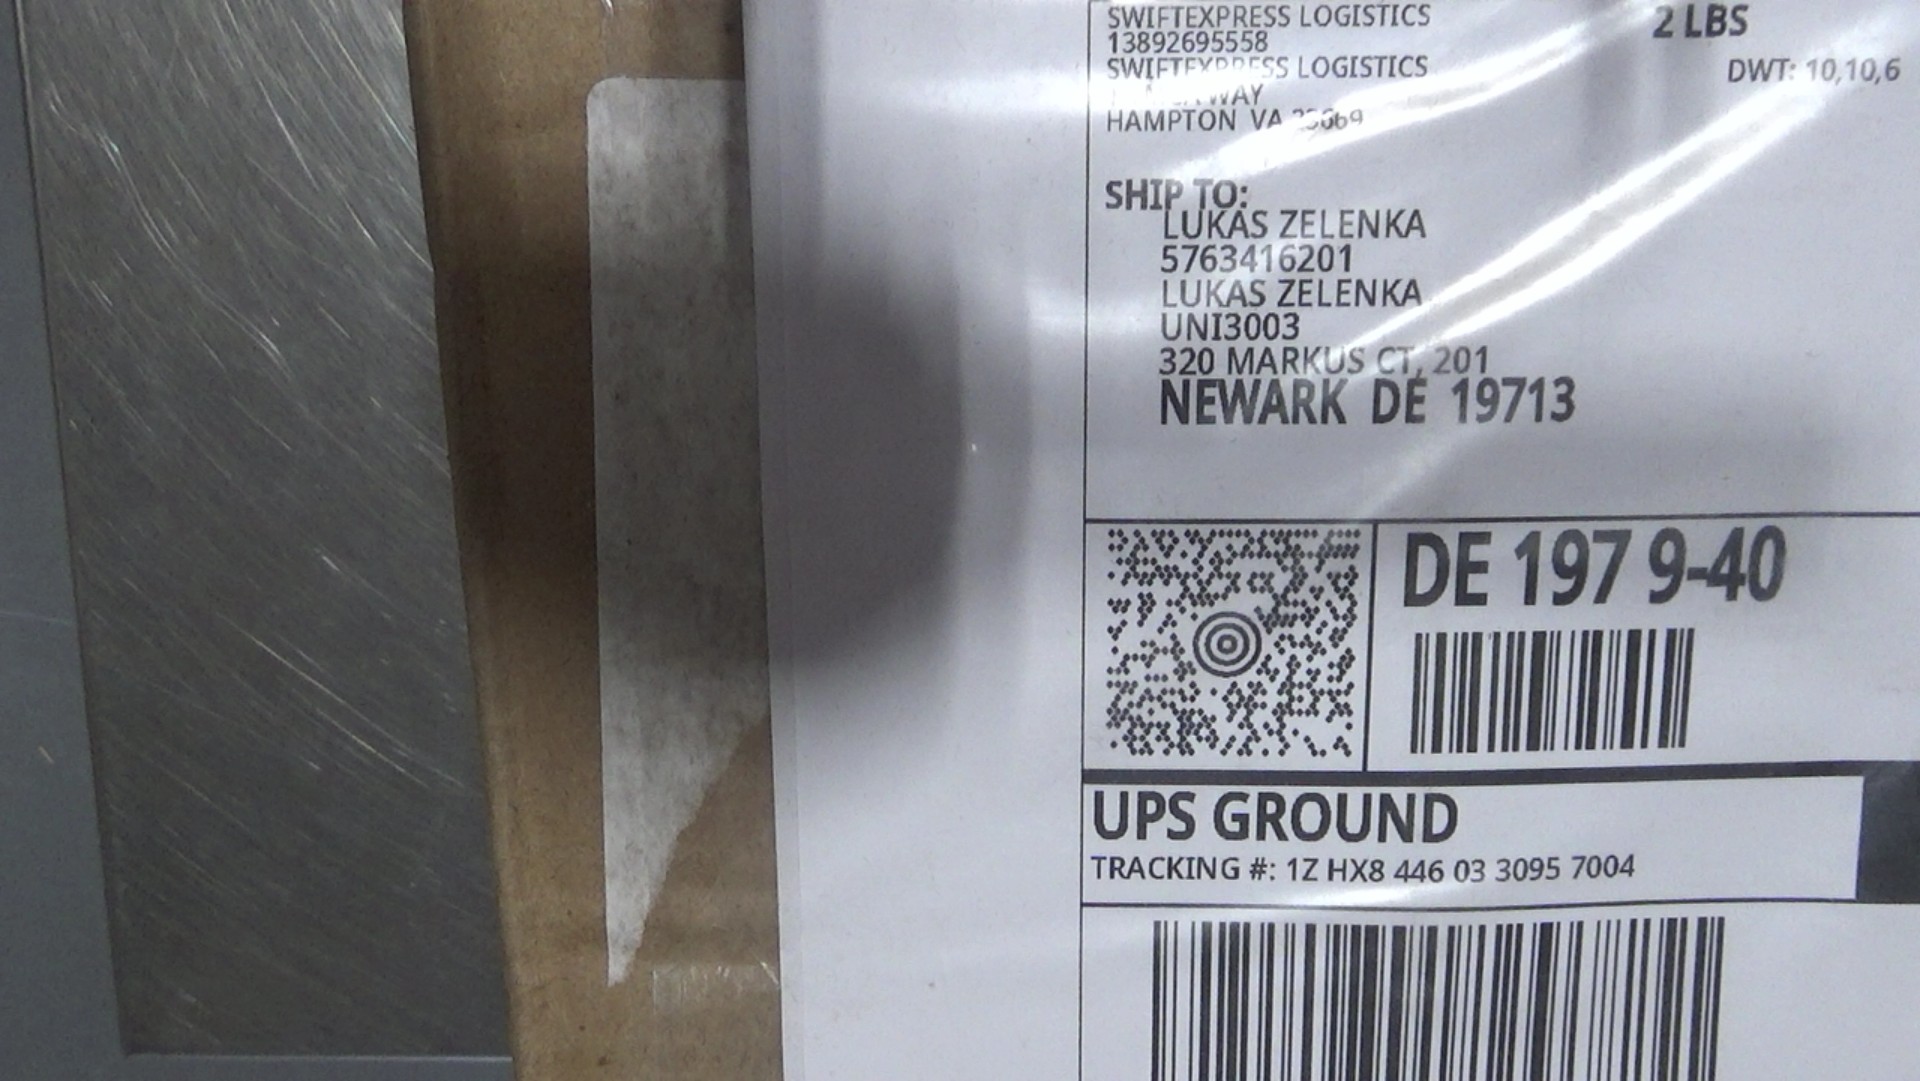 SWIFTEXPRESS LOGISTICS
2 LBS
13892695558
DWT: 10,10,6
SWIFTEXPRESS LOGISTICS
WAY
HAMPTON VA
SHIP TO:
LUKAS ZELENKA
5763416201
LUKAS ZELENKA
UNI3003
320 MARKUS CT, 201
NEWARK DE 19713
DE 197 9-40
UPS GROUND
TRACKING #: 1Z HX8 446 03 3095 7004